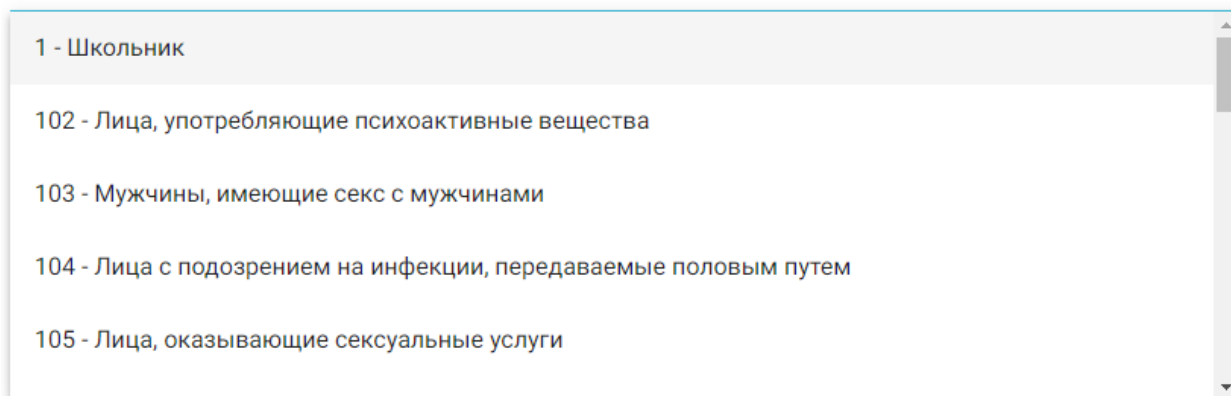 1 - Школьник
102 - Лица, употребляющие психоактивные вещества
103 - Мужчины, имеющие секс с мужчинами
104 - Лица с подозрением на инфекции, передаваемые половым путем
105 - Лица, оказывающие сексуальные услуги